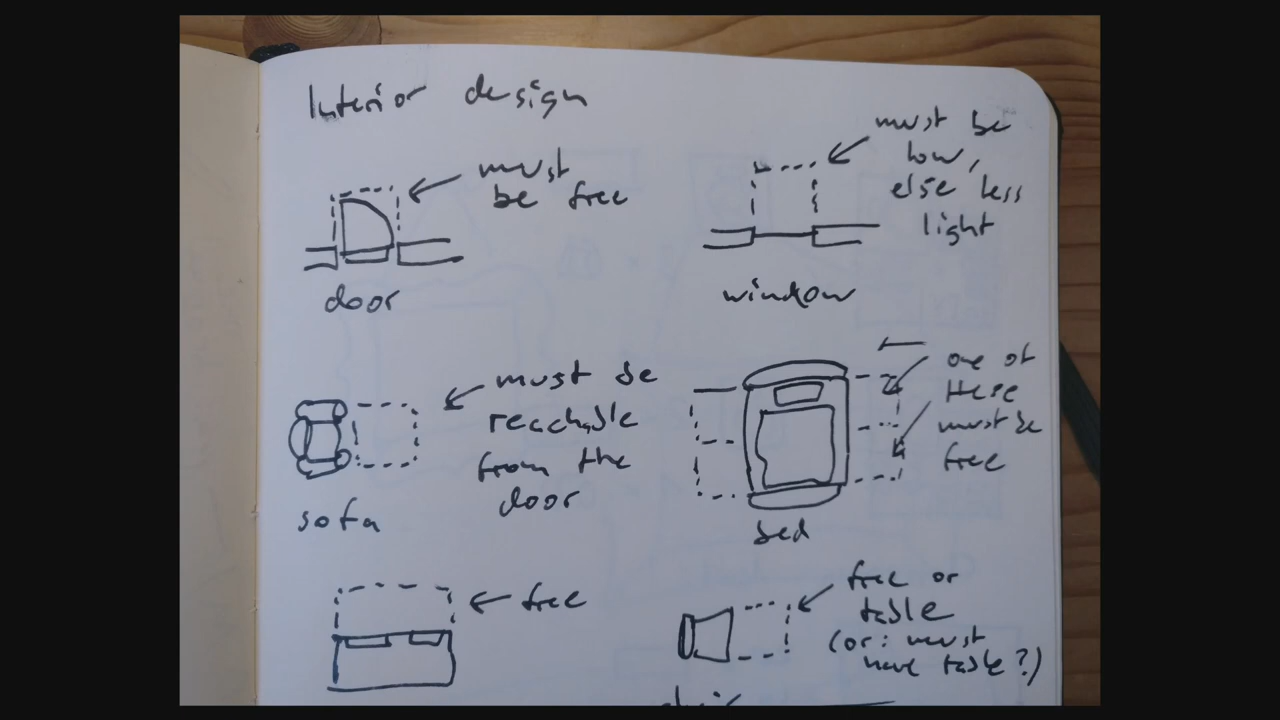 Interior design
must
be free
door
must be
low,
else less
light
window
must be
reachable
from the
door
sofa
one of
these
must be
free
bed
free
free or
table
(or: must
have table?)